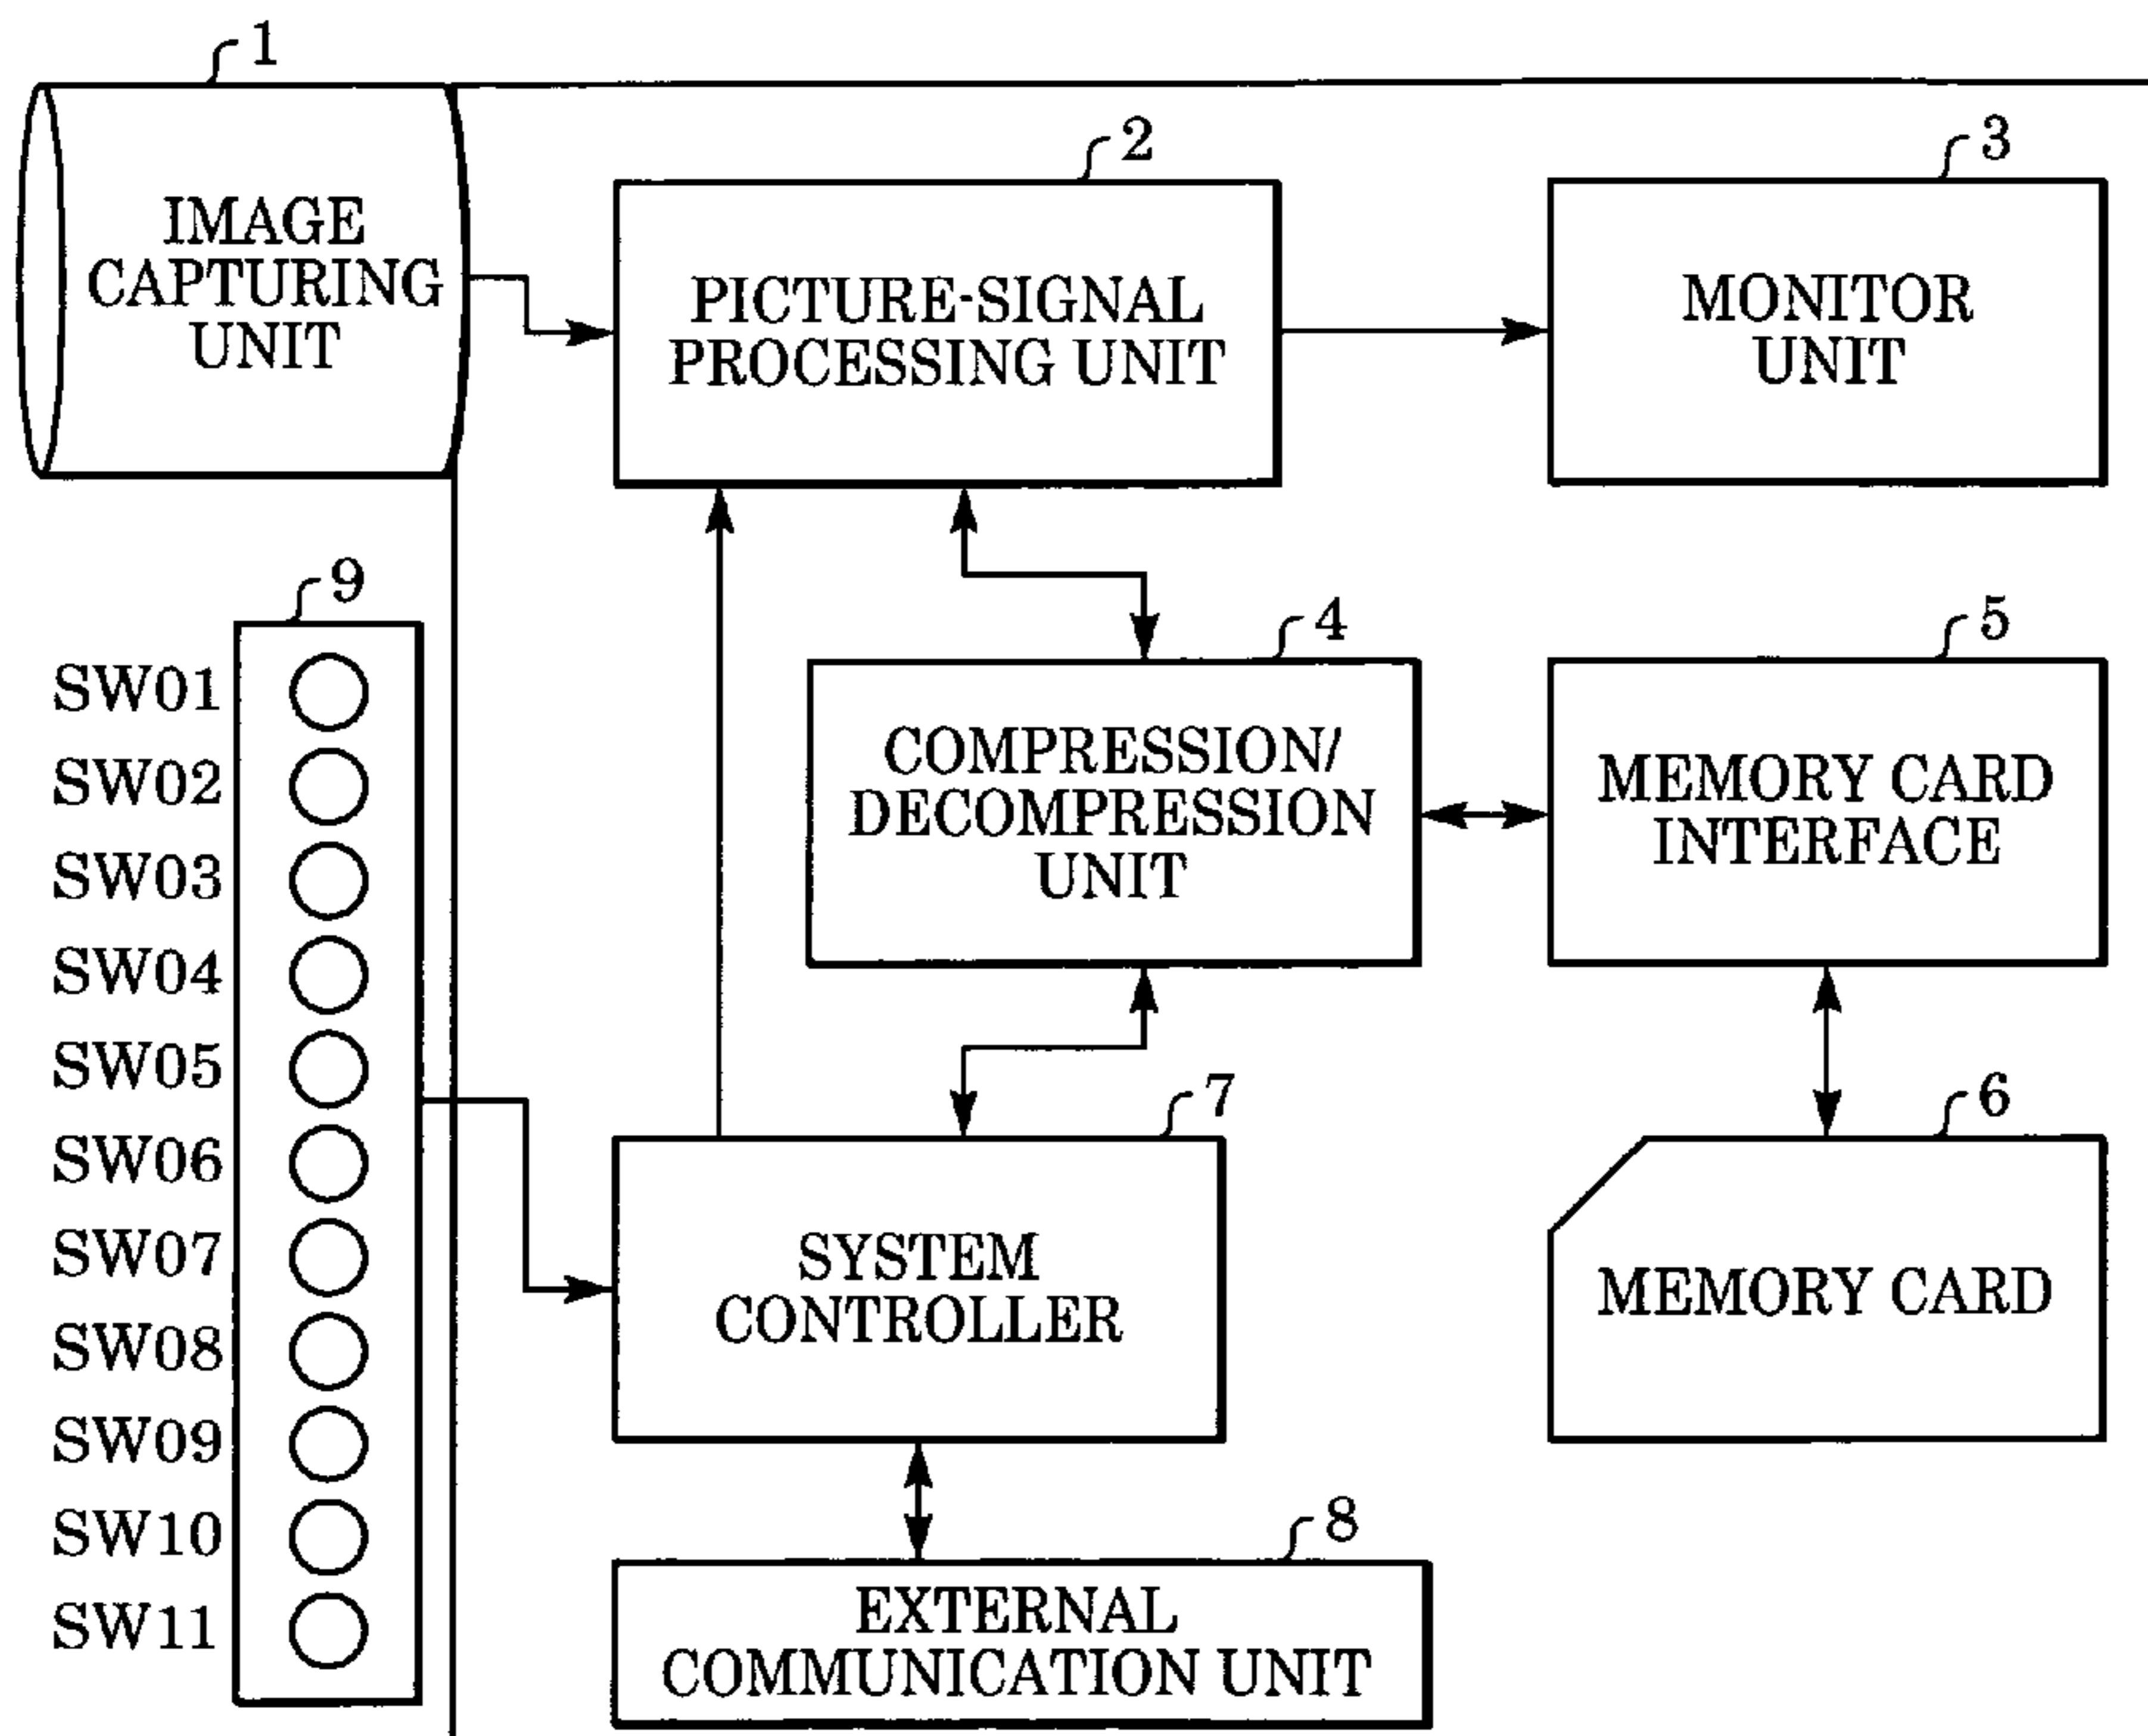 1
IMAGE
CAPTURING
UNIT
2
PICTURE-SIGNAL
PROCESSING UNIT
3
MONITOR
UNIT
9
SW01
SW02
SW03
SW04
SW05
SW06
SW07
SW08
SW09
SW10
SW11
4
COMPRESSION/
DECOMPRESSION
UNIT
5
MEMORY CARD
INTERFACE
7
SYSTEM
CONTROLLER
6
MEMORY CARD
8
EXTERNAL
COMMUNICATION UNIT